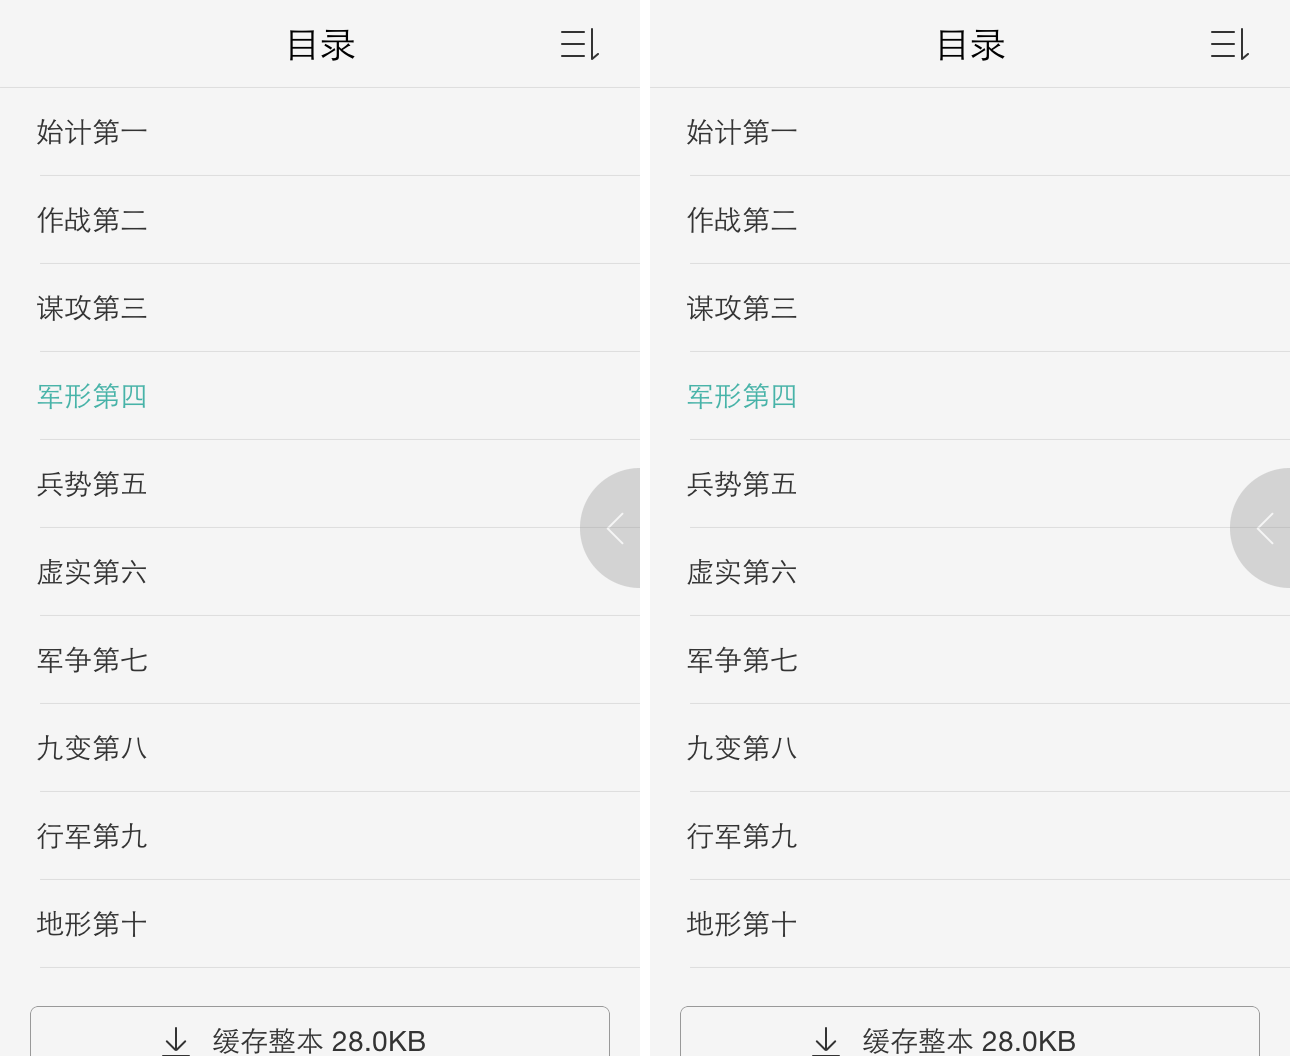 目录
始计第一
作战第二
谋攻第三
军形第四
兵势第五
虚实第六
军争第七
九变第八
行军第九
地形第十
缓存整本 28.0KB
目录
始计第一
作战第二
谋攻第三
军形第四
兵势第五
虚实第六
军争第七
九变第八
行军第九
地形第十
缓存整本 28.0KB